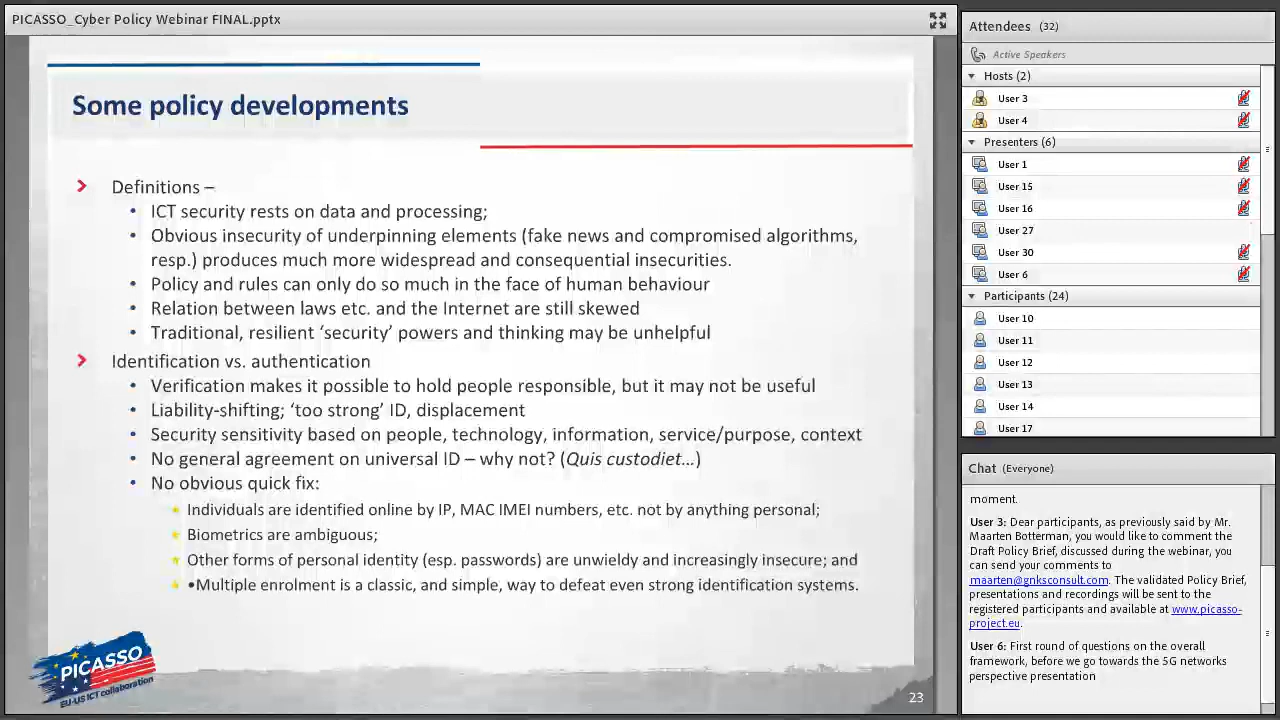 PICASSO_Cyber Policy Webinar FINAL.pptx
Some policy developments
Definitions –
• ICT security rests on data and processing;
• Obvious insecurity of underpinning elements (fake news and compromised algorithms,
resp.) produces much more widespread and consequential insecurities.
• Policy and rules can only do so much in the face of human behaviour
• Relation between laws etc. and the Internet are still skewed
• Traditional, resilient ‘security’ powers and thinking may be unhelpful
Identification vs. authentication
• Verification makes it possible to hold people responsible, but it may not be useful
• Liability-shifting; ‘too strong’ ID, displacement
• Security sensitivity based on people, technology, information, service/purpose, context
• No general agreement on universal ID – why not? (Quis custodiet…)
• No obvious quick fix:
Individuals are identified online by IP, MAC IMEI numbers, etc. not by anything personal;
Biometrics are ambiguous;
Other forms of personal identity (esp. passwords) are unwieldy and increasingly insecure; and
•Multiple enrolment is a classic, and simple, way to defeat even strong identification systems.
PICASSO
EU-US ICT collaboration
23
Attendees (32)
Active Speakers
Hosts (2)
User 3
User 4
Presenters (6)
User 1
User 15
User 16
User 27
User 30
User 6
Participants (24)
User 10
User 11
User 12
User 13
User 14
User 17
Chat (Everyone)
moment.
User 3: Dear participants, as previously said by Mr.
Maarten Botterman, you would like to comment the
Draft Policy Brief, discussed during the webinar, you
can send your comments to
maarten@gnksconsult.com. The validated Policy Brief,
presentations and recordings will be sent to the
registered participants and available at www.picasso-
project.eu.
User 6: First round of questions on the overall
framework, before we go towards the 5G networks
perspective presentation